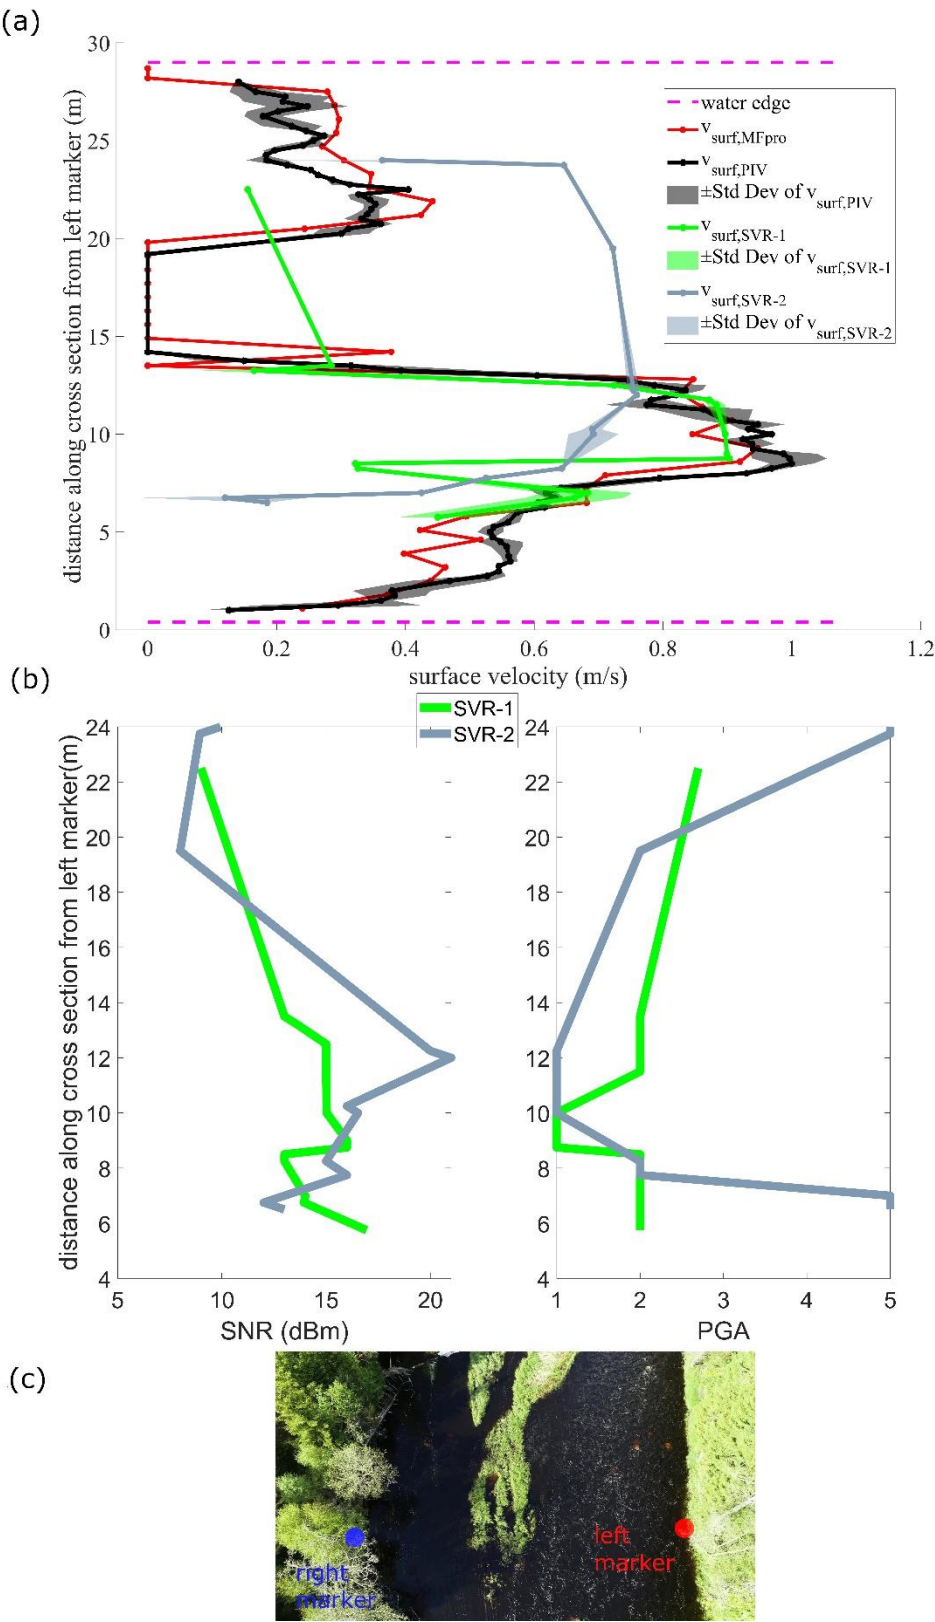 (a)
30
25
20
15
10
5
0
distance along cross section from left marker (m)
water edge
v surf,MFpro
v surf,PIV
±Std Dev of v surf,PIV
v surf,SVR-1
±Std Dev of v surf,SVR-1
v surf,SVR-2
±Std Dev of v surf,SVR-2
0 0.2 0.4 0.6 0.8 1 1.2
surface velocity (m/s)
(b)
SVR-1
SVR-2
24
22
20
18
16
14
12
10
8
6
4
distance along cross section from left marker(m)
5 10 15 20
SNR (dBm)
24
22
20
18
16
14
12
10
8
6
4
1 2 3 4 5
PGA
(c)
left
marker
right
marker